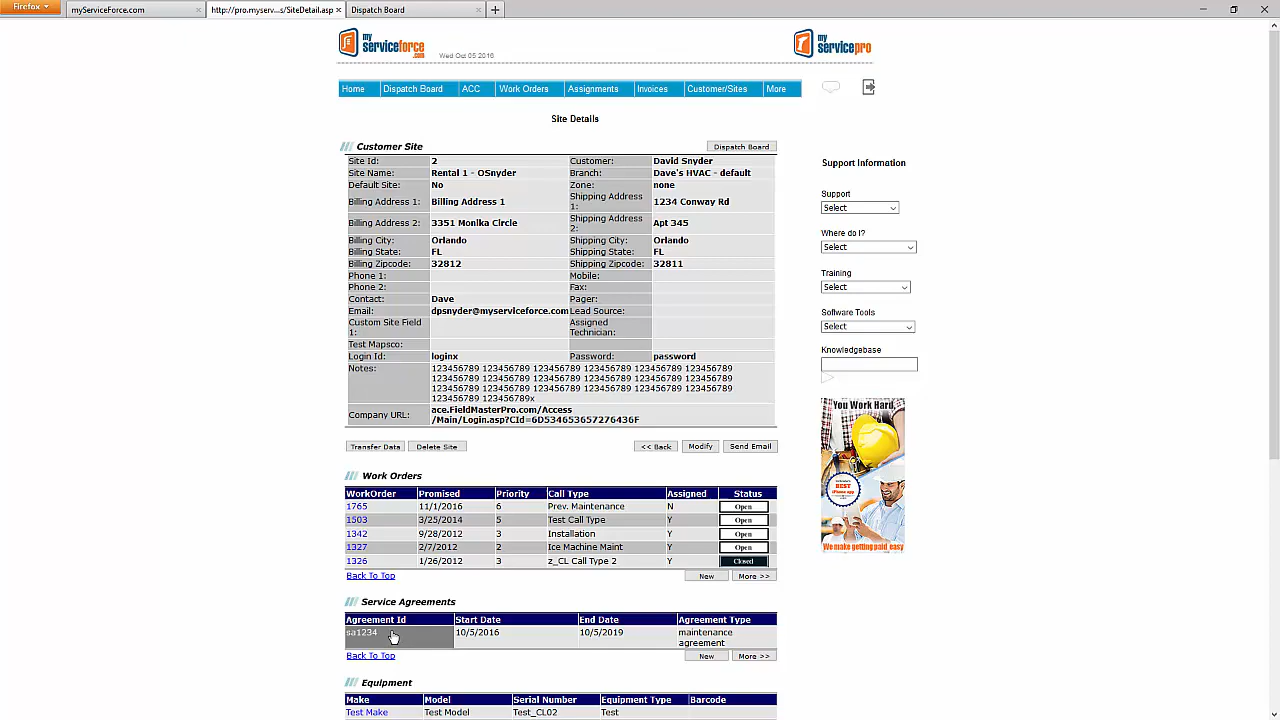 Firefox
myServiceForce.com
http://pro.myserv...s/SiteDetail.asp
Dispatch Board
my serviceforce.com
Wed Oct 05 2016
my servicepro
Home Dispatch Board ACC Work Orders Assignments Invoices Customer/Sites More
Site Details
Customer Site
Dispatch Board
Site Id: 2 Customer: David Snyder
Site Name: Rental 1 - OSnyder Branch: Dave's HVAC - default
Default Site: No Zone: none
Billing Address 1: Billing Address 1 Shipping Address 1: 1234 Conway Rd
Billing Address 2: 3351 Monika Circle Shipping Address 2: Apt 345
Billing City: Orlando Shipping City: Orlando
Billing State: FL Shipping State: FL
Billing Zipcode: 32812 Shipping Zipcode: 32811
Phone 1: Mobile:
Phone 2: Fax:
Contact: Dave Pager:
Email: dpsnyder@myserviceforce.com Lead Source:
Custom Site Field 1: Assigned Technician:
Test Mapsco:
Login Id: loginx Password: password
Notes: 123456789 123456789 123456789 123456789 123456789 123456789
123456789 123456789 123456789 123456789 123456789 123456789
123456789 123456789 123456789 123456789 123456789 123456789
123456789 123456789x
Company URL: ace.FieldMasterPro.com/Access
/Main/Login.asp?CId=6D534653657276436F
Transfer Data Delete Site << Back Modify Send Email
Work Orders
WorkOrder Promised Priority Call Type Assigned Status
1765 11/1/2016 6 Prev. Maintenance N Open
1503 3/25/2014 5 Test Call Type Y Open
1342 9/28/2012 3 Installation Y Open
1327 2/7/2012 2 Ice Machine Maint Y Open
1326 1/26/2012 3 z_CL Call Type 2 Y Closed
Back To Top New More >>
Service Agreements
Agreement Id Start Date End Date Agreement Type
sa1234 10/5/2016 10/5/2019 maintenance
agreement
Back To Top New More >>
Equipment
Make Model Serial Number Equipment Type Barcode
Test Make Test Model Test_CL02 Test
Support Information
Support
Select
Where do I?
Select
Training
Select
Software Tools
Select
Knowledgebase
You Work Hard,
BEST
iPhone app
We make getting paid easy